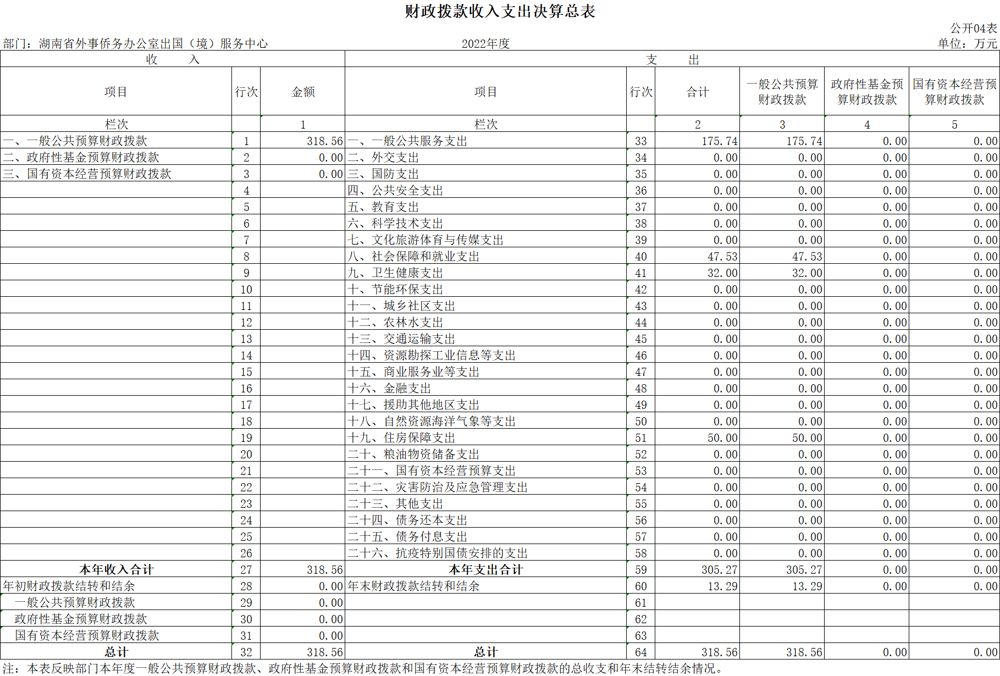 财政拨款收入支出决算总表
公开04表
部门：湖南省外事侨务办公室出国（境）服务中心 2022年度 单位：万元
收 入 支 出
项目 行次 金额 项目 行次 合计 一般公共预算财政拨款 政府性基金预算财政拨款 国有资本经营预算财政拨款
栏次 1 栏次 2 3 4 5
一、一般公共预算财政拨款 1 318.56 一、一般公共服务支出 33 175.74 175.74 0.00 0.00
二、政府性基金预算财政拨款 2 0.00 二、外交支出 34 0.00 0.00 0.00 0.00
三、国有资本经营预算财政拨款 3 0.00 三、国防支出 35 0.00 0.00 0.00 0.00
4 四、公共安全支出 36 0.00 0.00 0.00 0.00
5 五、教育支出 37 0.00 0.00 0.00 0.00
6 六、科学技术支出 38 0.00 0.00 0.00 0.00
7 七、文化旅游体育与传媒支出 39 0.00 0.00 0.00 0.00
8 八、社会保障和就业支出 40 47.53 47.53 0.00 0.00
9 九、卫生健康支出 41 32.00 32.00 0.00 0.00
10 十、节能环保支出 42 0.00 0.00 0.00 0.00
11 十一、城乡社区支出 43 0.00 0.00 0.00 0.00
12 十二、农林水支出 44 0.00 0.00 0.00 0.00
13 十三、交通运输支出 45 0.00 0.00 0.00 0.00
14 十四、资源勘探工业信息等支出 46 0.00 0.00 0.00 0.00
15 十五、商业服务业等支出 47 0.00 0.00 0.00 0.00
16 十六、金融支出 48 0.00 0.00 0.00 0.00
17 十七、援助其他地区支出 49 0.00 0.00 0.00 0.00
18 十八、自然资源海洋气象等支出 50 0.00 0.00 0.00 0.00
19 十九、住房保障支出 51 50.00 50.00 0.00 0.00
20 二十、粮油物资储备支出 52 0.00 0.00 0.00 0.00
21 二十一、国有资本经营预算支出 53 0.00 0.00 0.00 0.00
22 二十二、灾害防治及应急管理支出 54 0.00 0.00 0.00 0.00
23 二十三、其他支出 55 0.00 0.00 0.00 0.00
24 二十四、债务还本支出 56 0.00 0.00 0.00 0.00
25 二十五、债务付息支出 57 0.00 0.00 0.00 0.00
26 二十六、抗疫特别国债安排的支出 58 0.00 0.00 0.00 0.00
本年收入合计 27 318.56 本年支出合计 59 305.27 305.27 0.00 0.00
年初财政拨款结转和结余 28 0.00 年末财政拨款结转和结余 60 13.29 13.29 0.00 0.00
一般公共预算财政拨款 29 0.00 61
政府性基金预算财政拨款 30 0.00 62
国有资本经营预算财政拨款 31 0.00 63
总计 32 318.56 总计 64 318.56 318.56 0.00 0.00
注：本表反映部门本年度一般公共预算财政拨款、政府性基金预算财政拨款和国有资本经营预算财政拨款的总收支和年末结转结余情况。